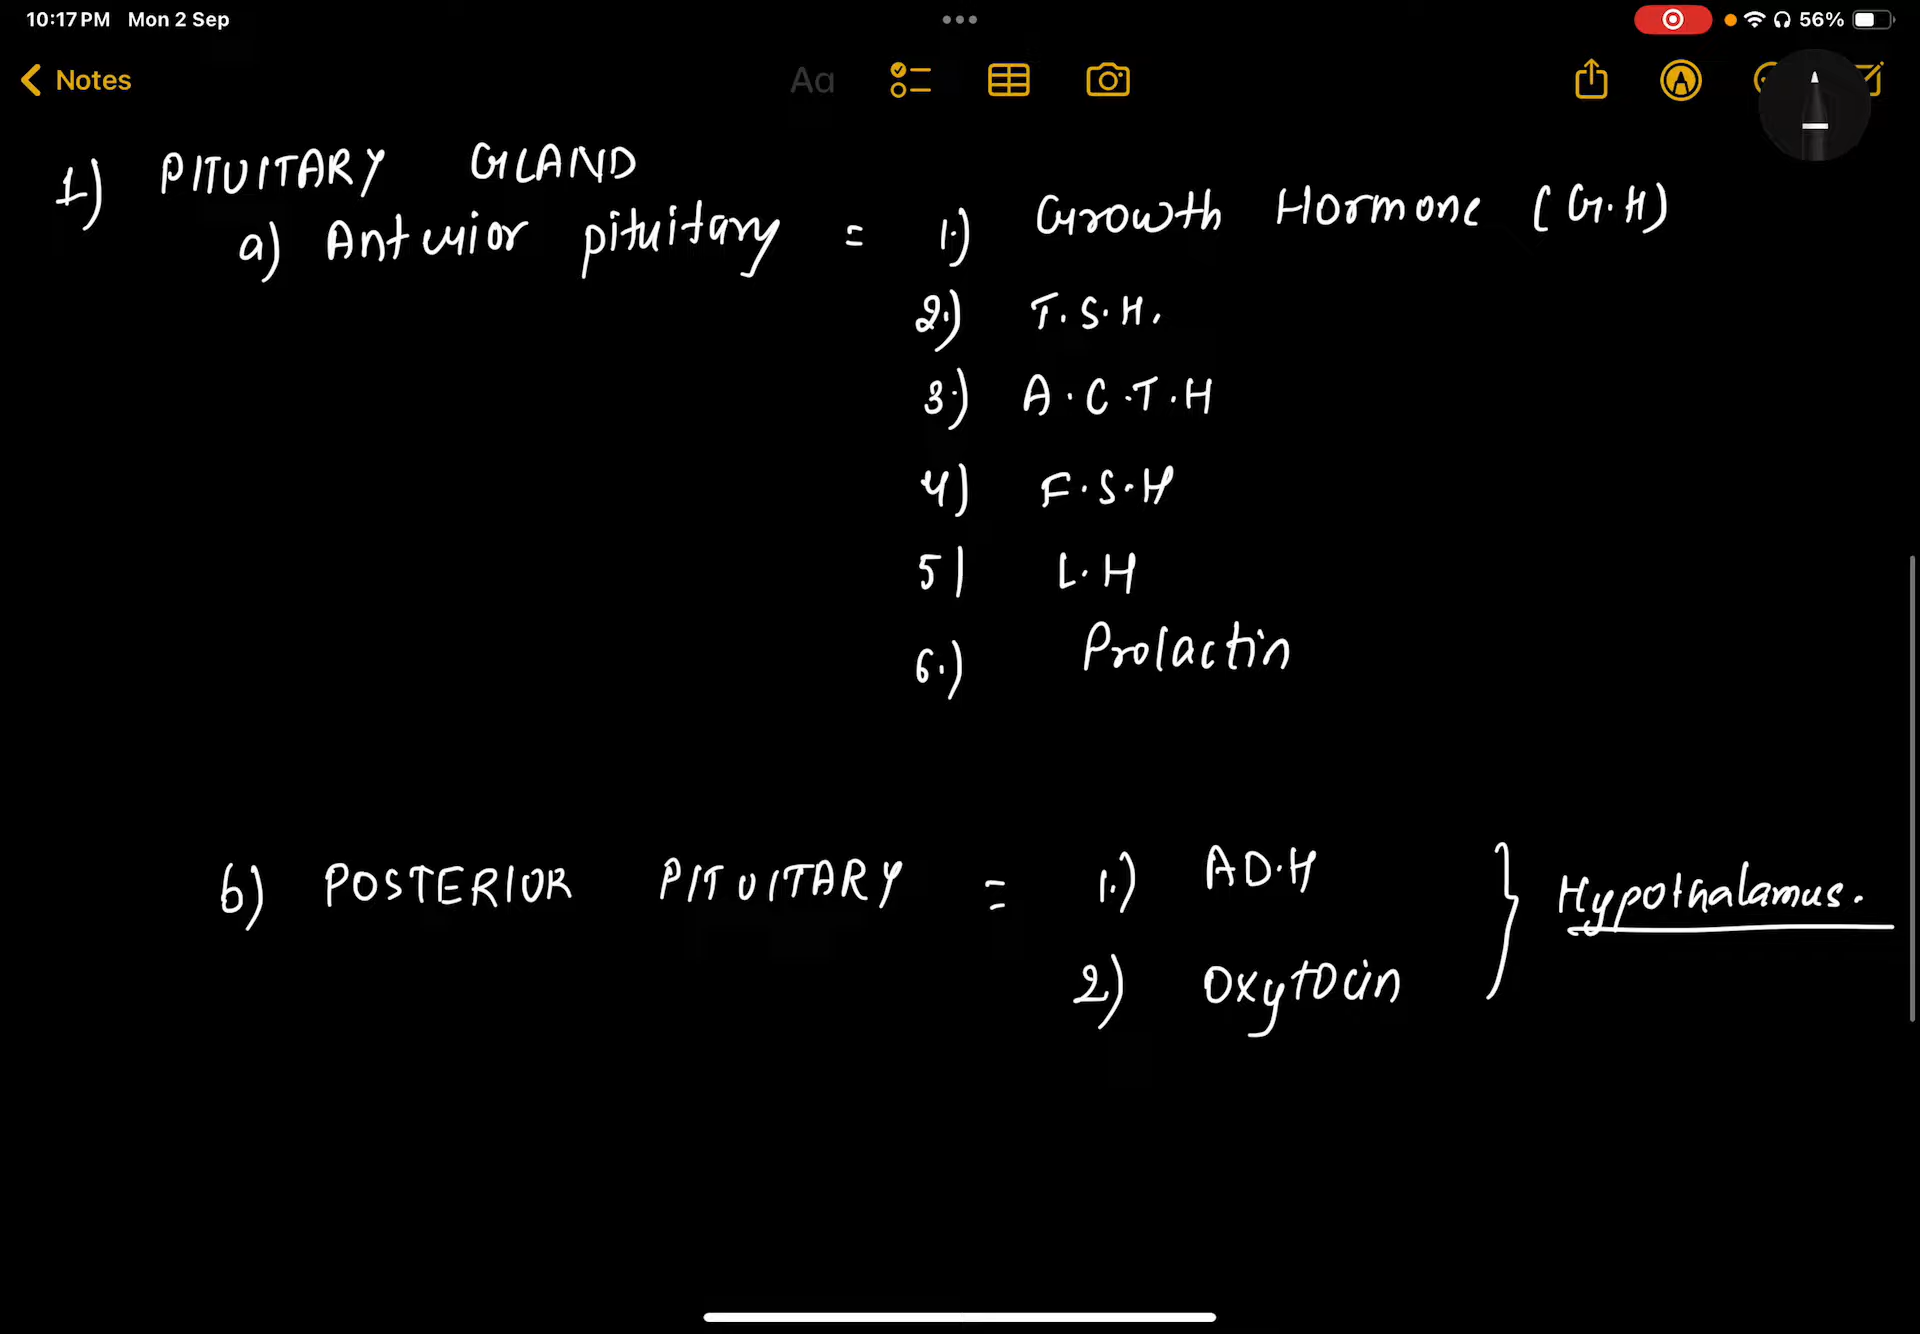 10:17 PM Mon 2 Sep
56%
Notes
Aa
1) PITUITARY GLAND
a) Anterior pituitary = 1.) Growth Hormone (G.H)
2.) T.S.H.
3.) A.C.T.H
4) F.S.H
5) L.H
6.) Prolactin
b) POSTERIOR PITUITARY = 1.) AD.H
2) Oxytocin
Hypothalamus.